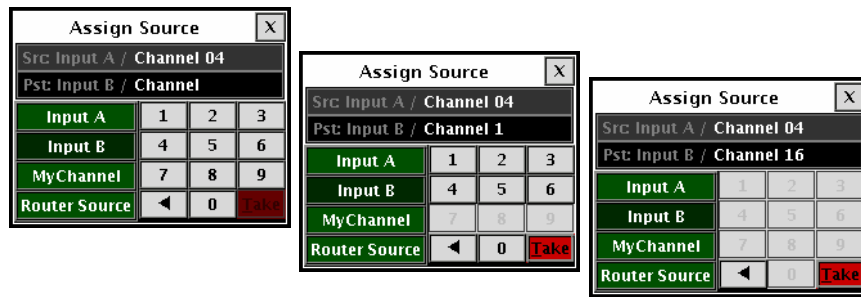 Assign Source X
Src: Input A / Channel 04
Pst: Input B / Channel
Input A 1 2 3
Input B 4 5 6
MyChannel 7 8 9
Router Source ◀ 0 Take
Assign Source X
Src: Input A / Channel 04
Pst: Input B / Channel 1
Input A 1 2 3
Input B 4 5 6
MyChannel 7 8 9
Router Source ◀ 0 Take
Assign Source X
Src: Input A / Channel 04
Pst: Input B / Channel 16
Input A 1 2 3
Input B 4 5 6
MyChannel 7 8 9
Router Source ◀ 0 Take